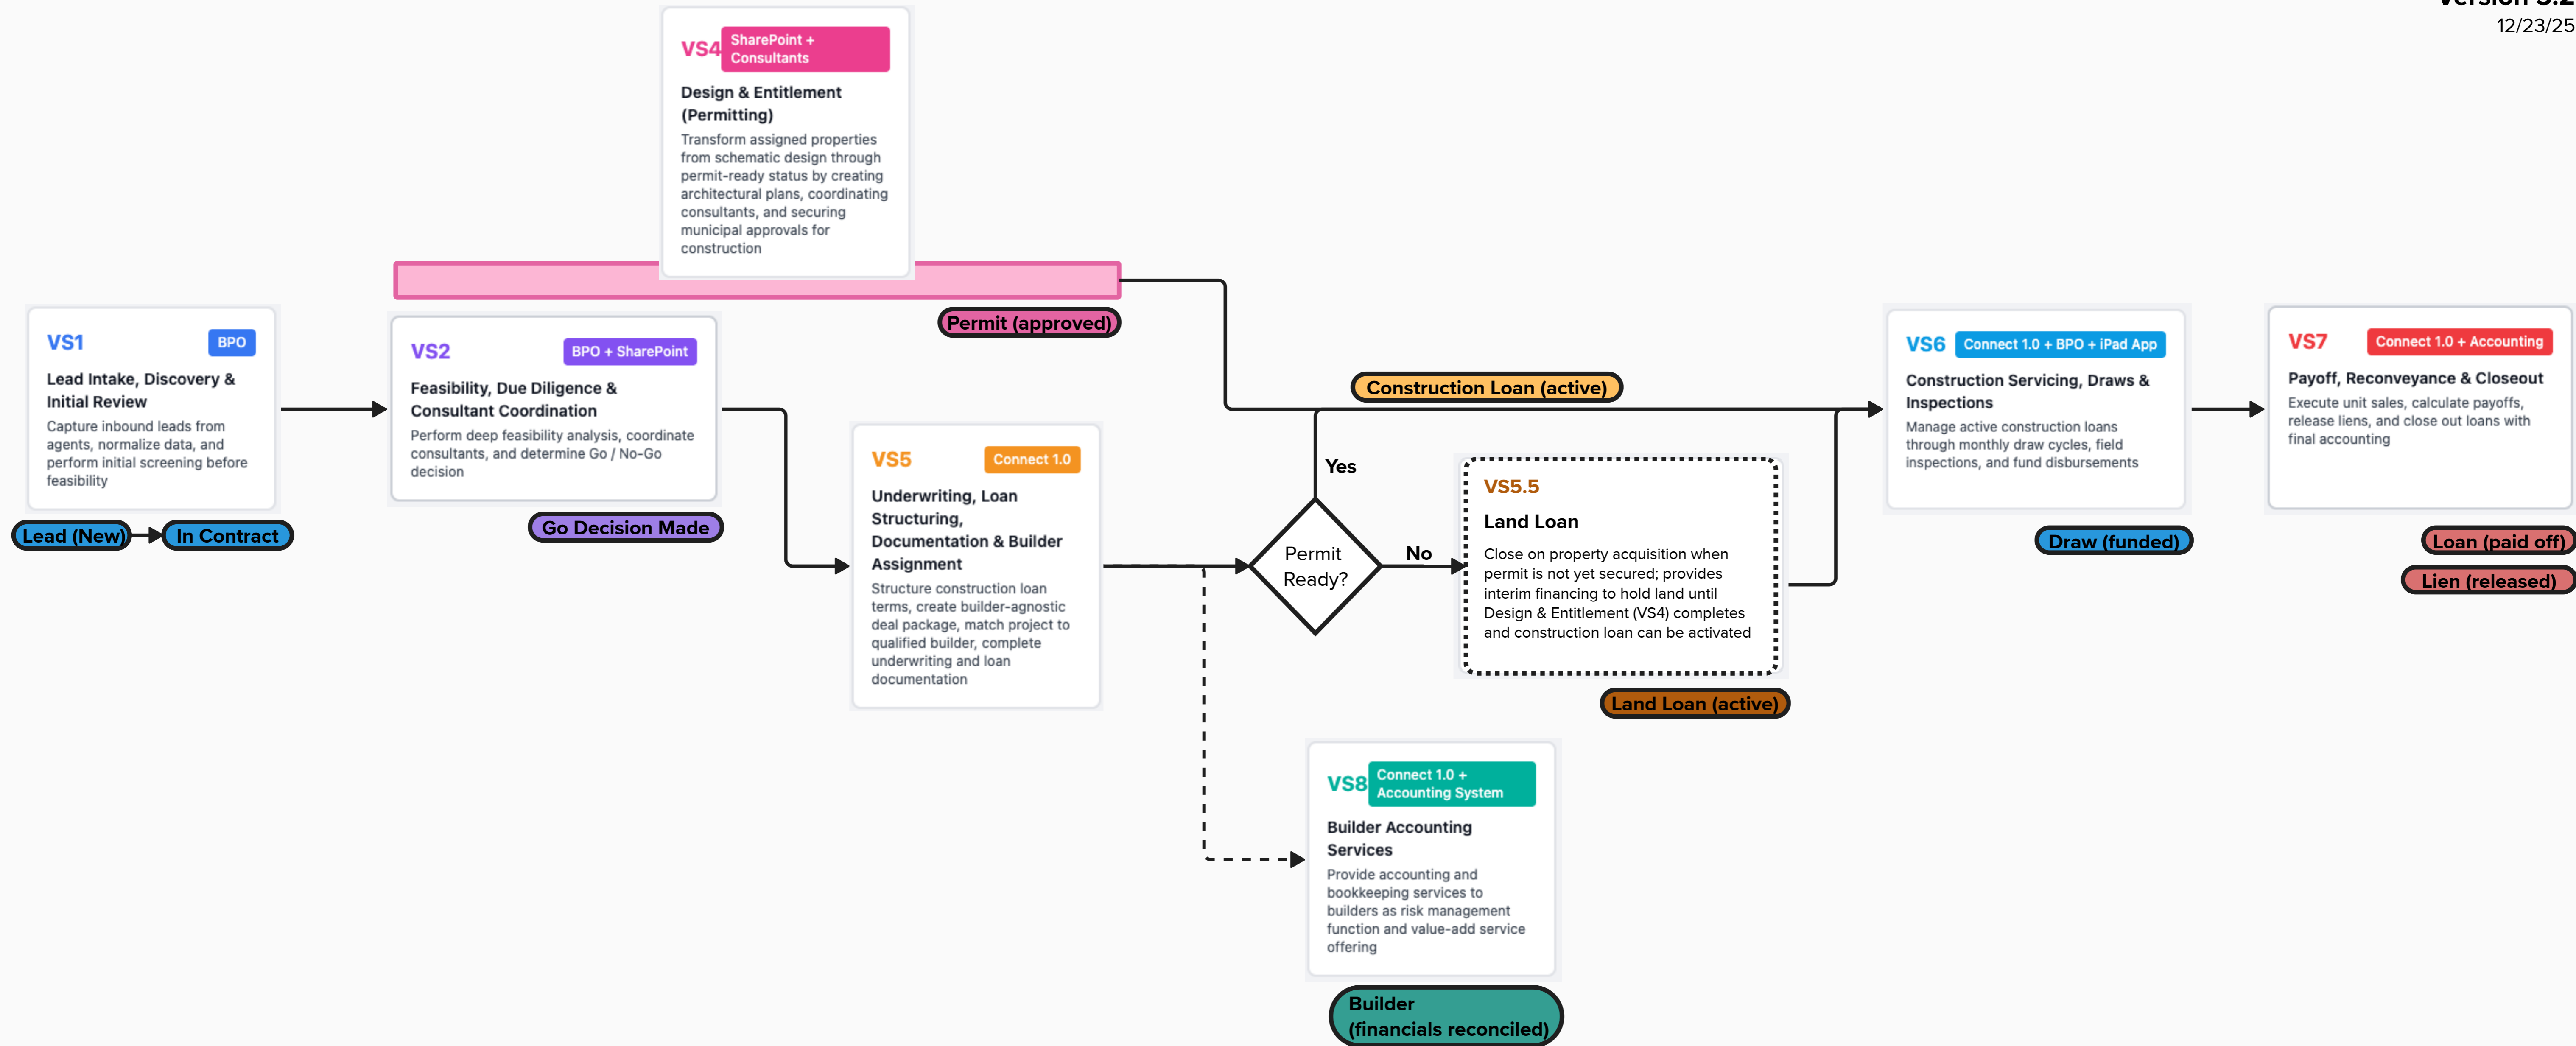 Version 3.2
12/23/25
VS4
SharePoint +
Consultants
Design & Entitlement
(Permitting)
Transform assigned properties
from schematic design through
permit-ready status by creating
architectural plans, coordinating
consultants, and securing
municipal approvals for
construction
Permit (approved)
VS1
BPO
Lead Intake, Discovery &
Initial Review
Capture inbound leads from
agents, normalize data, and
perform initial screening before
feasibility
Lead (New)
In Contract
VS2
BPO + SharePoint
Feasibility, Due Diligence &
Consultant Coordination
Perform deep feasibility analysis, coordinate
consultants, and determine Go / No-Go
decision
Go Decision Made
VS5
Connect 1.0
Underwriting, Loan
Structuring,
Documentation & Builder
Assignment
Structure construction loan
terms, create builder-agnostic
deal package, match project to
qualified builder, complete
underwriting and loan
documentation
Construction Loan (active)
Yes
Permit
Ready?
No
VS5.5
Land Loan
Close on property acquisition when
permit is not yet secured; provides
interim financing to hold land until
Design & Entitlement (VS4) completes
and construction loan can be activated
Land Loan (active)
VS6
Connect 1.0 + BPO + iPad App
Construction Servicing, Draws &
Inspections
Manage active construction loans
through monthly draw cycles, field
inspections, and fund disbursements
Draw (funded)
VS7
Connect 1.0 + Accounting
Payoff, Reconveyance & Closeout
Execute unit sales, calculate payoffs,
release liens, and close out loans with
final accounting
Loan (paid off)
Lien (released)
VS8
Connect 1.0 +
Accounting System
Builder Accounting
Services
Provide accounting and
bookkeeping services to
builders as risk management
function and value-add service
offering
Builder
(financials reconciled)